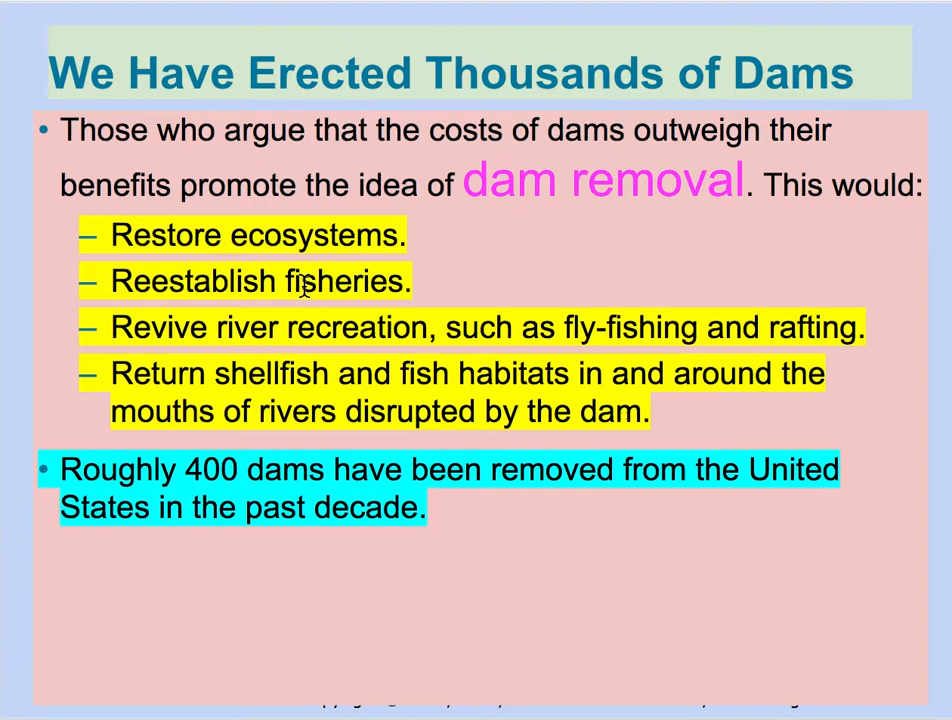 We Have Erected Thousands of Dams
• Those who argue that the costs of dams outweigh their
benefits promote the idea of dam removal. This would:
– Restore ecosystems.
– Reestablish fisheries.
– Revive river recreation, such as fly-fishing and rafting.
– Return shellfish and fish habitats in and around the
mouths of rivers disrupted by the dam.
• Roughly 400 dams have been removed from the United
States in the past decade.